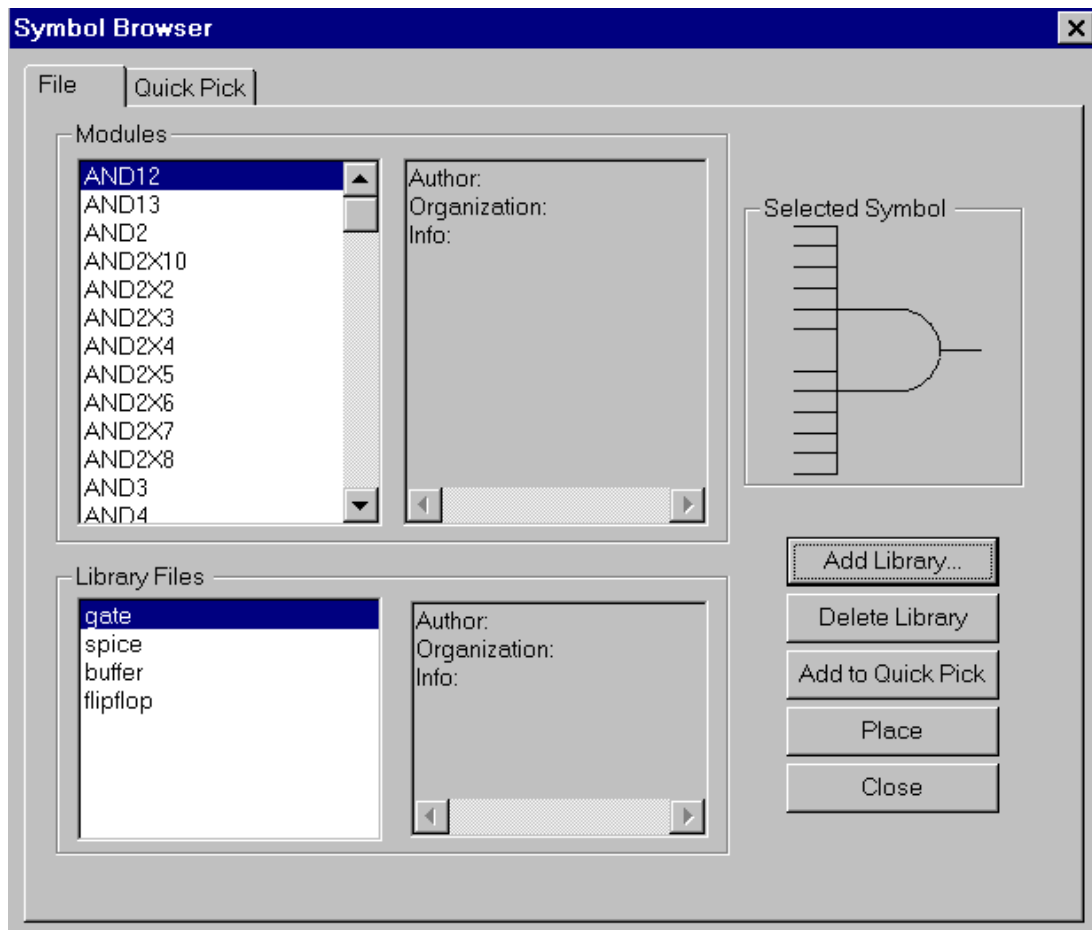 Symbol Browser
File
Quick Pick
Modules
AND12
AND13
AND2
AND2X10
AND2X2
AND2X3
AND2X4
AND2X5
AND2X6
AND2X7
AND2X8
AND3
AND4
Author:
Organization:
Info:
Selected Symbol
Library Files
gate
spice
buffer
flipflop
Author:
Organization:
Info:
Add Library...
Delete Library
Add to Quick Pick
Place
Close